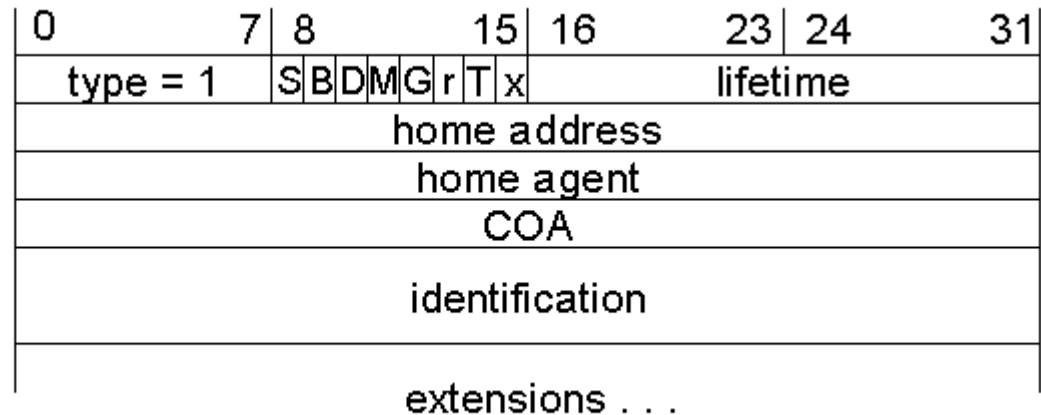 0 7 8 15 16 23 24 31
type = 1 S B D M G r T x lifetime
home address
home agent
COA
identification
extensions . . .